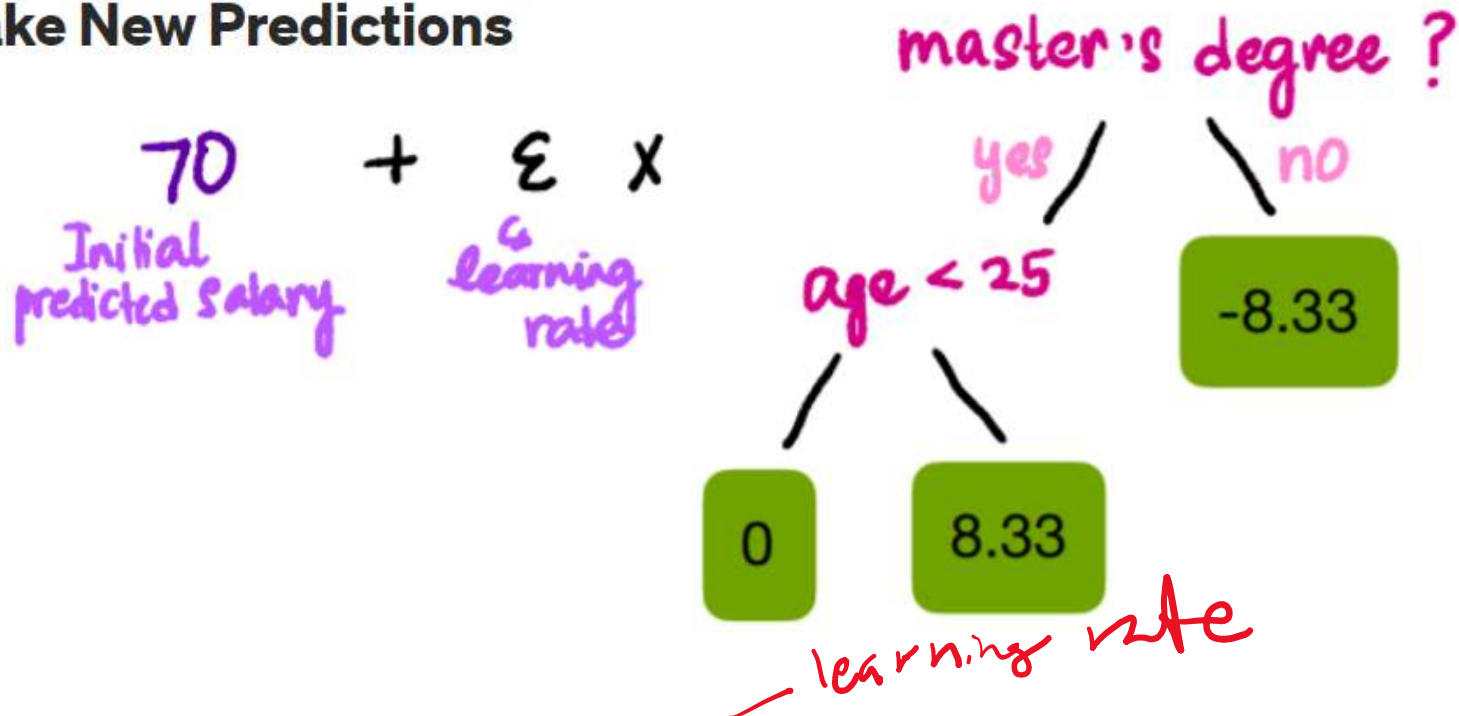 ke New Predictions
master's degree ?
70 + ε x
yes
no
Initial
predicted salary
&
learning
rate
age < 25
-8.33
0
8.33
learning rate